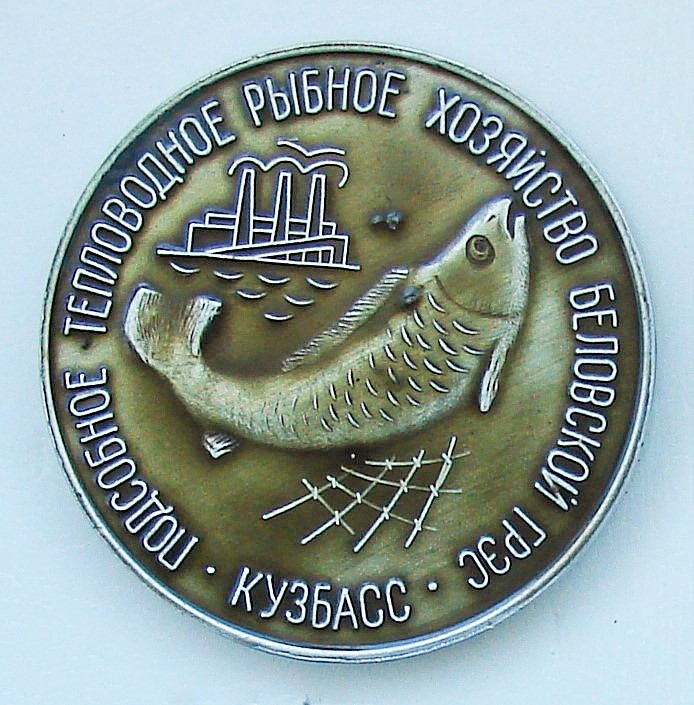 ПОДСОБНОЕ ТЕПЛОВОДНОЕ РЫБНОЕ ХОЗЯЙСТВО БЕЛОВСКОЙ ГРЭС
· КУЗБАСС ·